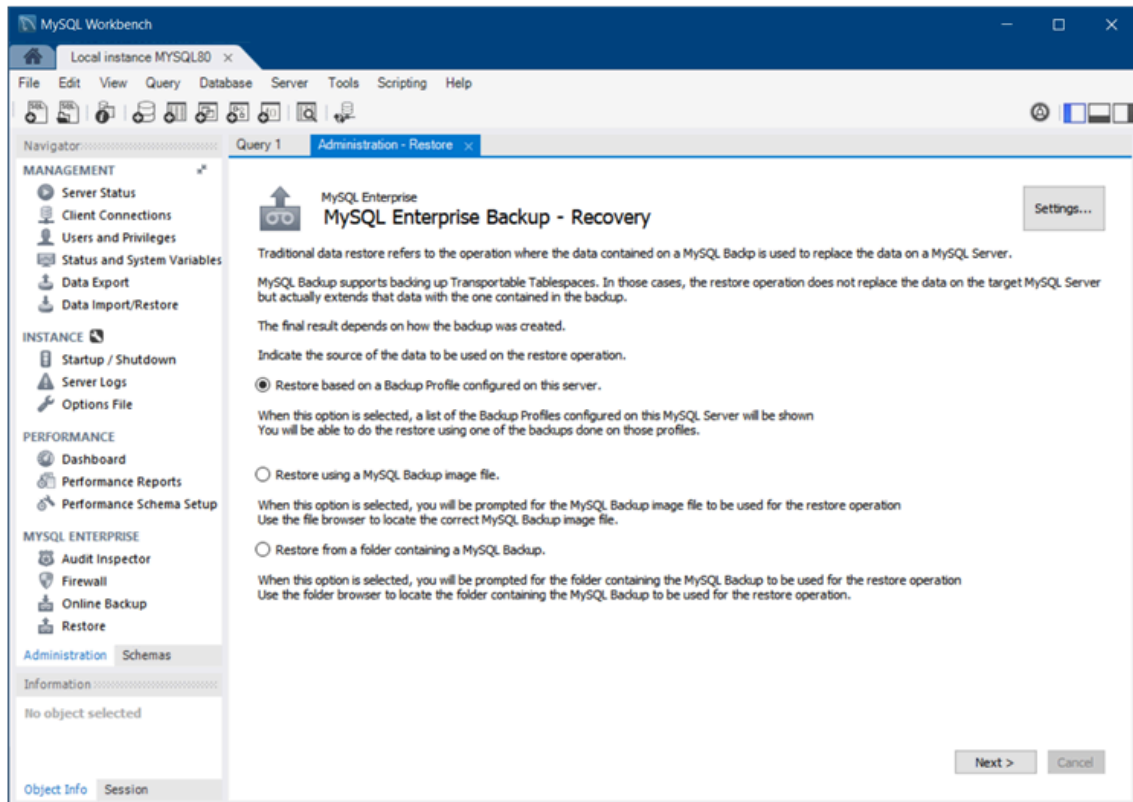 MySQL Workbench
Local instance MYSQL80
File Edit View Query Database Server Tools Scripting Help
Navigator
MANAGEMENT
Server Status
Client Connections
Users and Privileges
Status and System Variables
Data Export
Data Import/Restore
INSTANCE
Startup / Shutdown
Server Logs
Options File
PERFORMANCE
Dashboard
Performance Reports
Performance Schema Setup
MYSQL ENTERPRISE
Audit Inspector
Firewall
Online Backup
Restore
Administration Schemas
Information
No object selected
Object Info Session
Query 1 Administration - Restore
MySQL Enterprise
MySQL Enterprise Backup - Recovery
Settings...
Traditional data restore refers to the operation where the data contained on a MySQL Backp is used to replace the data on a MySQL Server.
MySQL Backup supports backing up Transportable Tablespaces. In those cases, the restore operation does not replace the data on the target MySQL Server
but actually extends that data with the one contained in the backup.
The final result depends on how the backup was created.
Indicate the source of the data to be used on the restore operation.
Restore based on a Backup Profile configured on this server.
When this option is selected, a list of the Backup Profiles configured on this MySQL Server will be shown
You will be able to do the restore using one of the backups done on those profiles.
Restore using a MySQL Backup image file.
When this option is selected, you will be prompted for the MySQL Backup image file to be used for the restore operation
Use the file browser to locate the correct MySQL Backup image file.
Restore from a folder containing a MySQL Backup.
When this option is selected, you will be prompted for the folder containing the MySQL Backup to be used for the restore operation
Use the folder browser to locate the folder containing the MySQL Backup to be used for the restore operation.
Next > Cancel